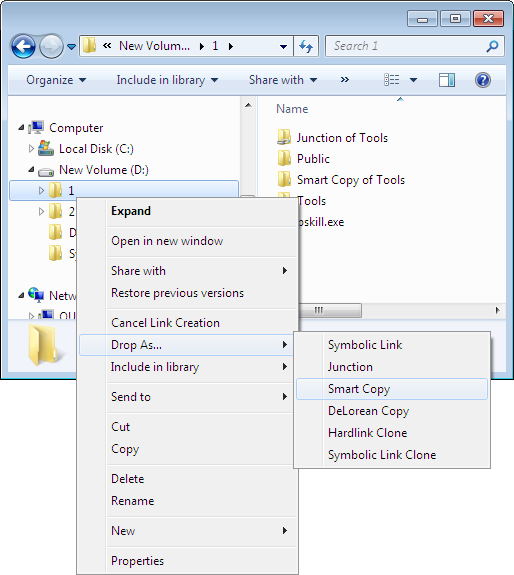 « New Volum... 1 Search 1
Organize Include in library Share with »
Computer
Local Disk (C:)
New Volume (D:)
1
2
D
Sy
Netw
QU
Name
Junction of Tools
Public
Smart Copy of Tools
Tools
pskill.exe
Expand
Open in new window
Share with
Restore previous versions
Cancel Link Creation
Drop As...
Include in library
Send to
Cut
Copy
Delete
Rename
New
Properties
Symbolic Link
Junction
Smart Copy
DeLorean Copy
Hardlink Clone
Symbolic Link Clone